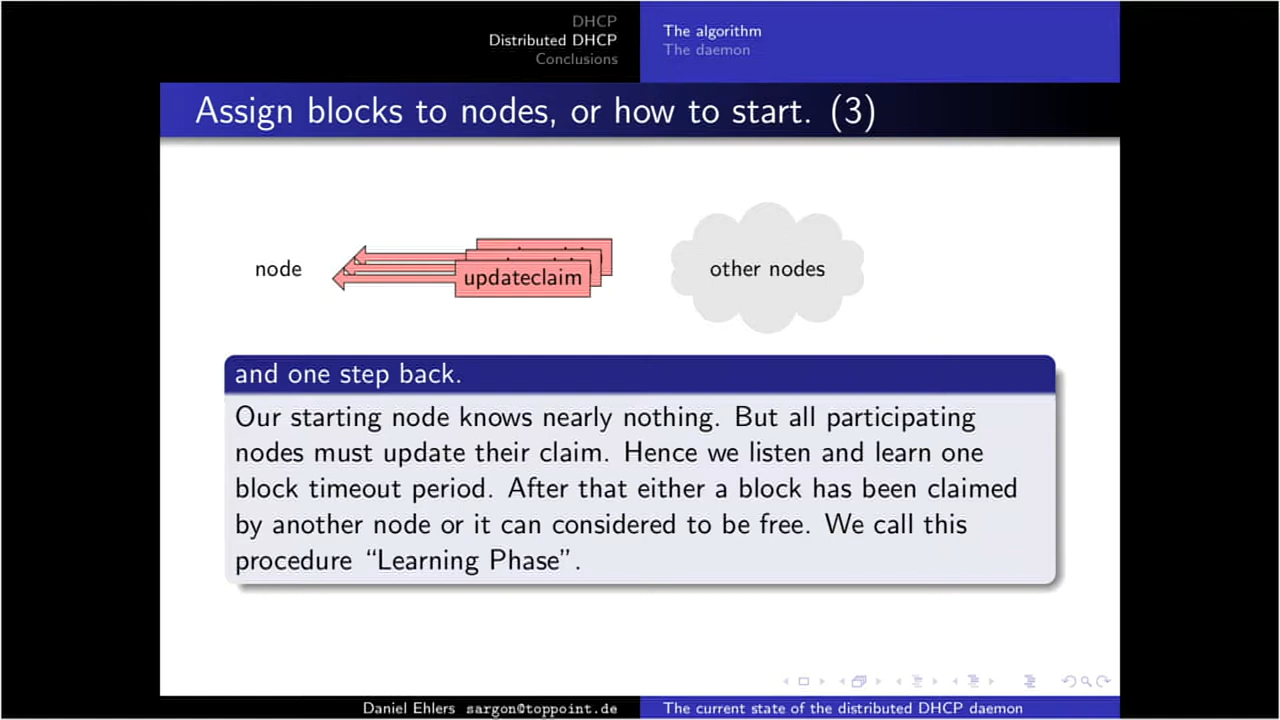 DHCP
Distributed DHCP
Conclusions
The algorithm
The daemon
Assign blocks to nodes, or how to start. (3)
node
updateclaim
other nodes
and one step back.
Our starting node knows nearly nothing. But all participating
nodes must update their claim. Hence we listen and learn one
block timeout period. After that either a block has been claimed
by another node or it can considered to be free. We call this
procedure “Learning Phase”.
Daniel Ehlers sargon@toppoint.de
The current state of the distributed DHCP daemon